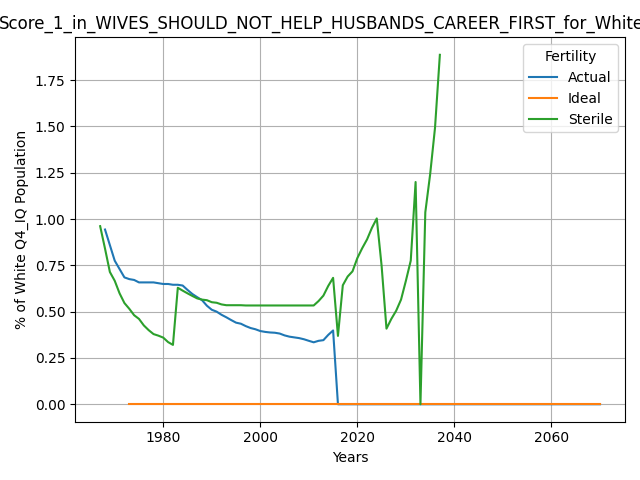 Score_1_in_WIVES_SHOULD_NOT_HELP_HUSBANDS_CAREER_FIRST_for_White
Fertility
Actual
Ideal
Sterile
% of White Q4_IQ Population
1.75
1.50
1.25
1.00
0.75
0.50
0.25
0.00
1980 2000 2020 2040 2060
Years